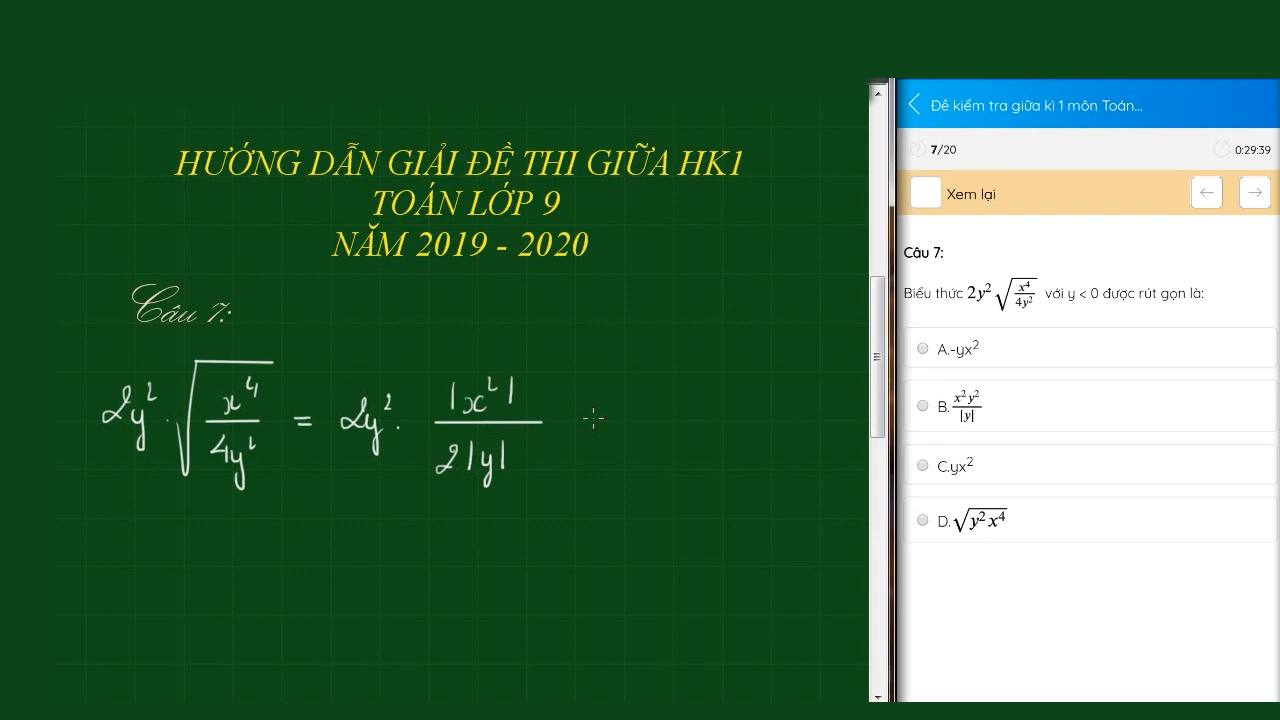 HƯỚNG DẪN GIẢI ĐỀ THI GIỮA HK1
TOÁN LỚP 9
NĂM 2019 - 2020
Câu 7:
2y² · √(x⁴/4y²) = 2y² · |x²|/2|y|
Đề kiểm tra giữa kì 1 môn Toán...
7/20 0:29:39
Xem lại
Câu 7:
Biểu thức 2y²√(x⁴/4y²) với y < 0 được rút gọn là:
A.-yx²
B. x²y²/|y|
C.yx²
D.√(y²x⁴)